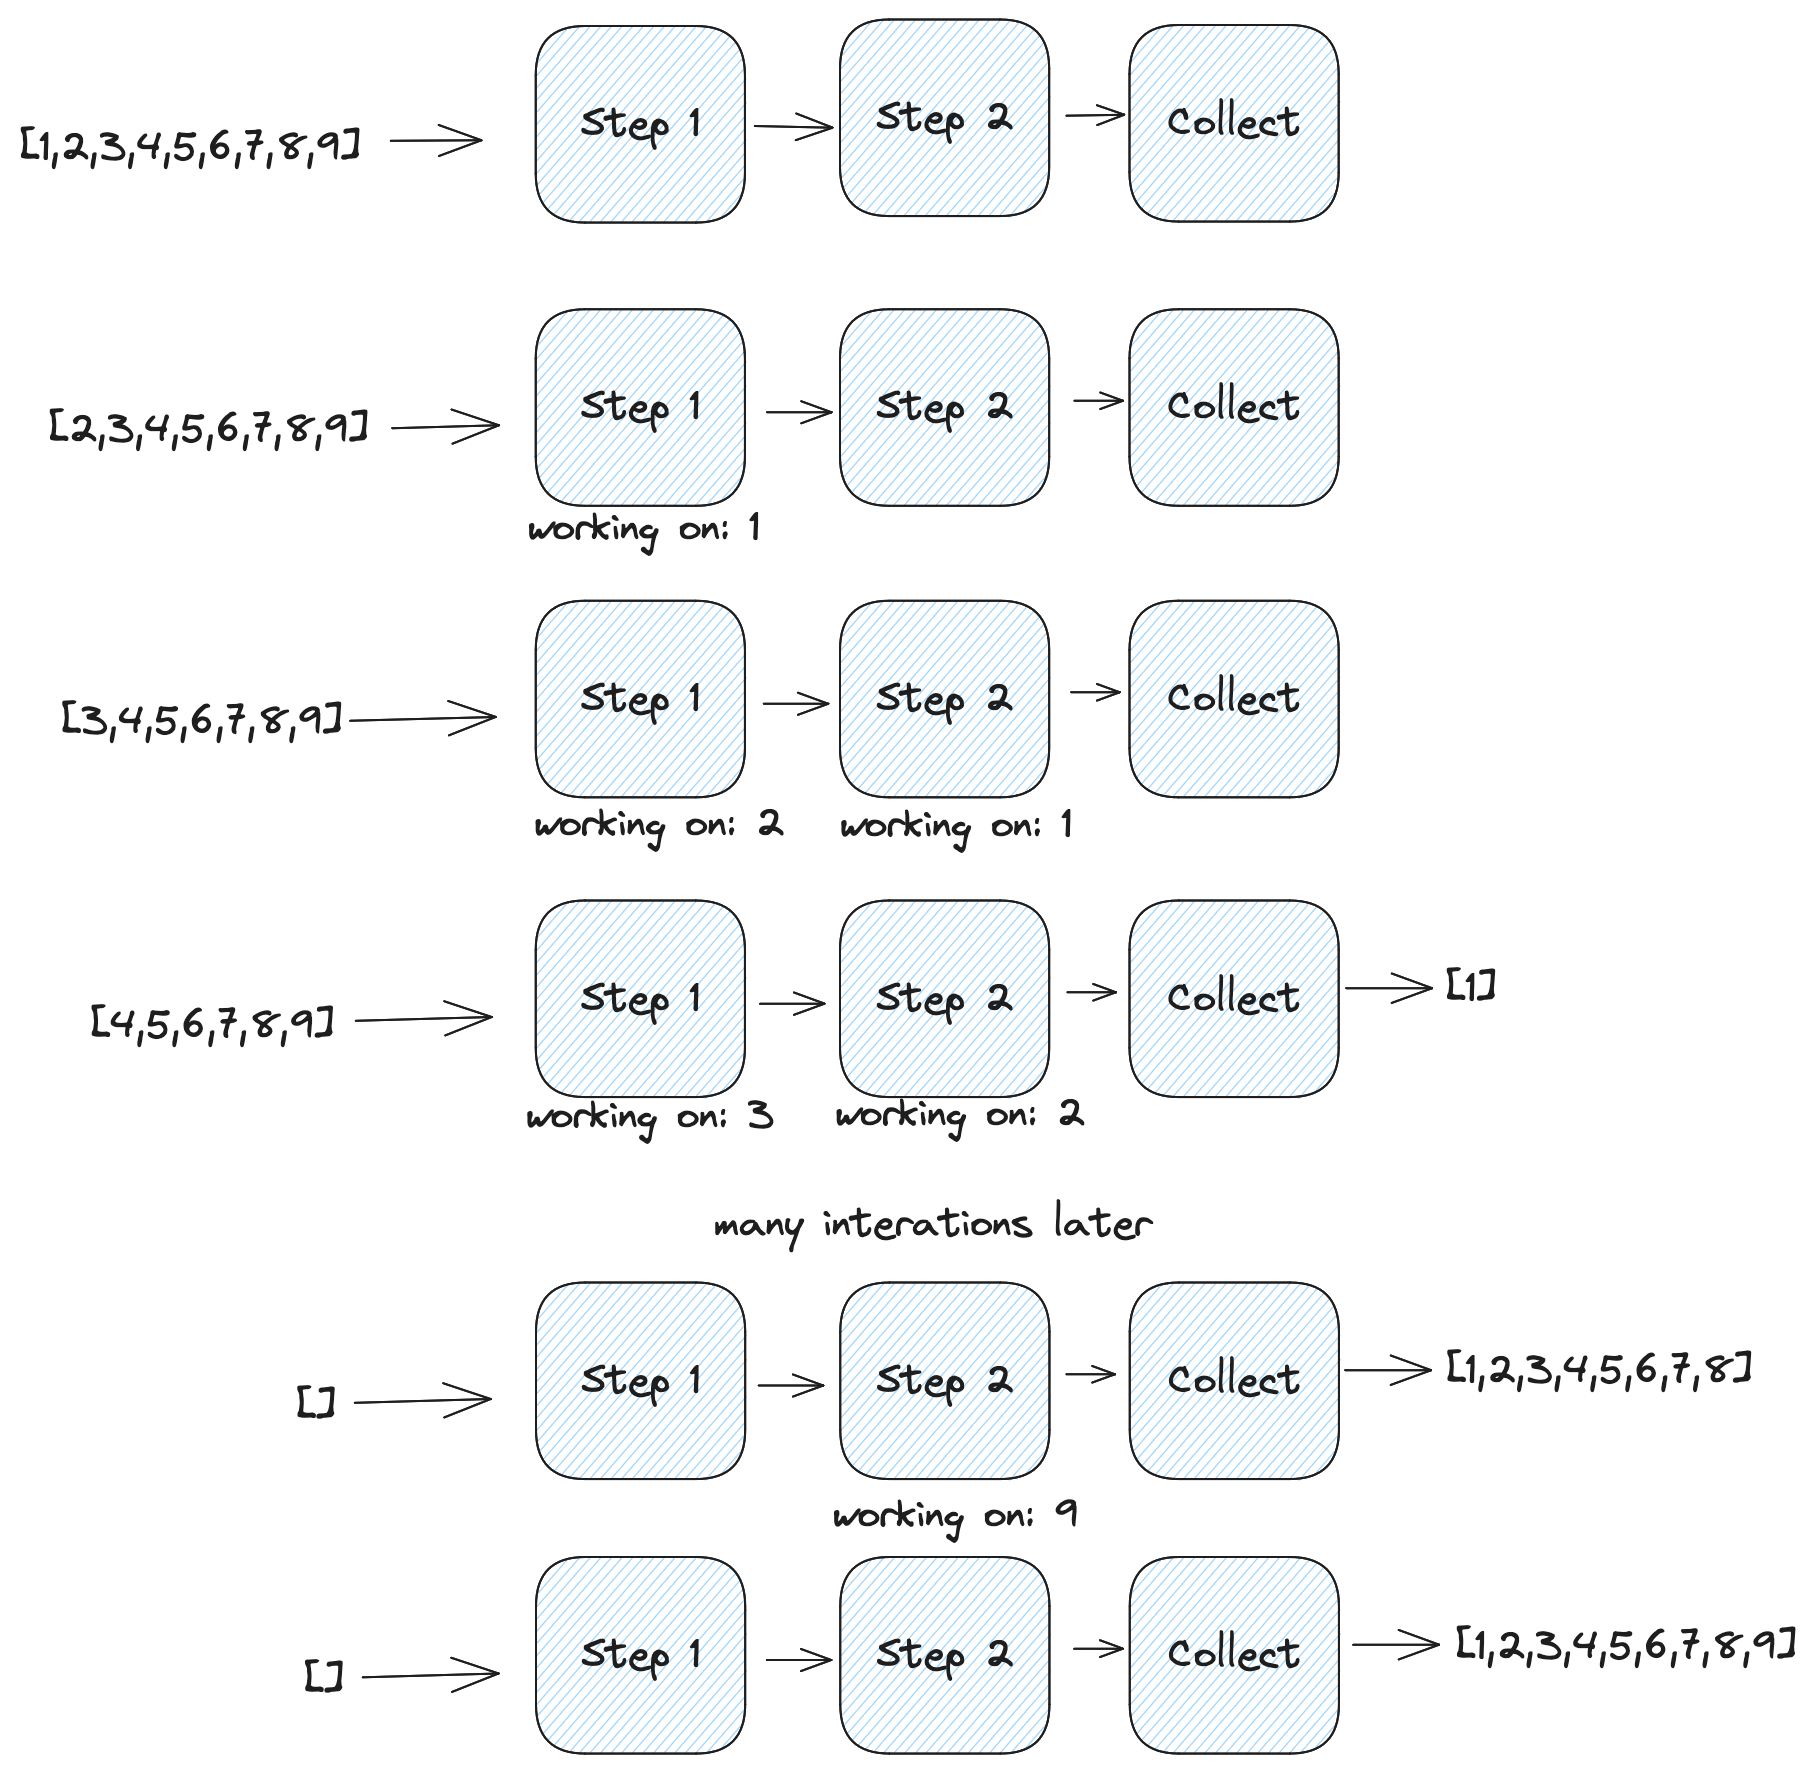 [1,2,3,4,5,6,7,8,9] Step 1 Step 2 Collect
[2,3,4,5,6,7,8,9] Step 1 Step 2 Collect
working on: 1
[3,4,5,6,7,8,9] Step 1 Step 2 Collect
working on: 2 working on: 1
[4,5,6,7,8,9] Step 1 Step 2 Collect [1]
working on: 3 working on: 2
many interations later
[] Step 1 Step 2 Collect [1,2,3,4,5,6,7,8]
working on: 9
[] Step 1 Step 2 Collect [1,2,3,4,5,6,7,8,9]